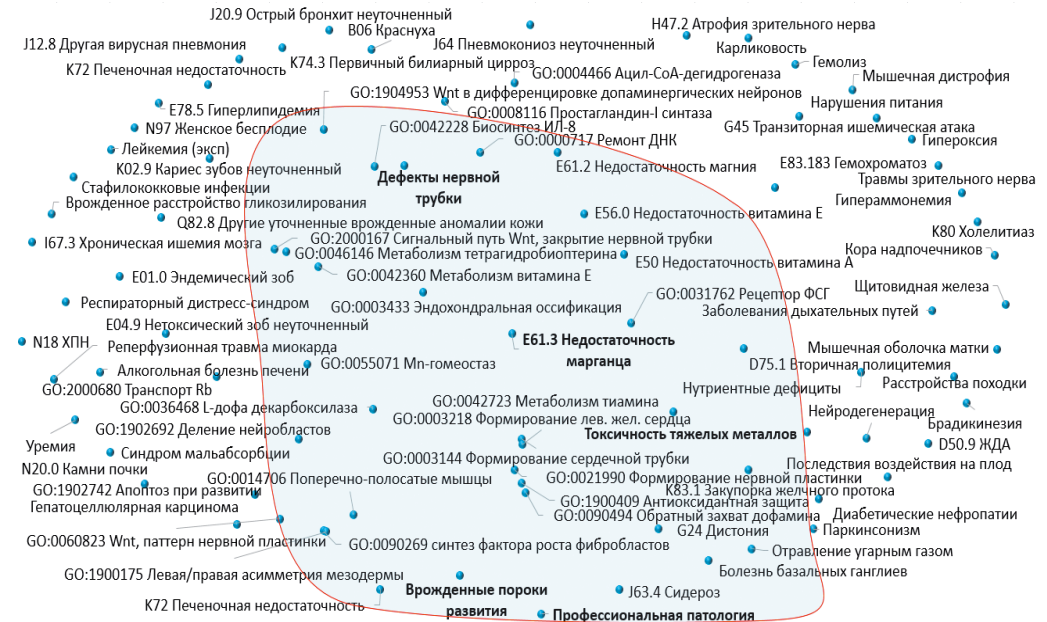 J20.9 Острый бронхит неуточненный
B06 Краснуха
H47.2 Атрофия зрительного нерва
J12.8 Другая вирусная пневмония
J64 Пневмокониоз неуточненный
Карликовость
K74.3 Первичный билиарный цирроз
Гемолиз
K72 Печеночная недостаточность
GO:0004466 Ацил-CoA-дегидрогеназа
Мышечная дистрофия
GO:1904953 Wnt в дифференцировке допаминергических нейронов
Нарушения питания
E78.5 Гиперлипидемия
GO:0008116 Простагландин-I синтаза
N97 Женское бесплодие
GO:0042228 Биосинтез ИЛ-8
G45 Транзиторная ишемическая атака
GO:0000717 Ремонт ДНК
Гипероксия
Лейкемия (эксп)
K02.9 Кариес зубов неуточненный
E61.2 Недостаточность магния
E83.183 Гемохроматоз
Дефекты нервной
трубки
Травмы зрительного нерва
Стафилококковые инфекции
Гипераммонемия
Врожденное расстройство гликозилирования
Q82.8 Другие уточненные врожденные аномалии кожи
E56.0 Недостаточность витамина E
K80 Холелитиаз
I67.3 Хроническая ишемия мозга
GO:2000167 Сигнальный путь Wnt, закрытие нервной трубки
Кора надпочечников
GO:0046146 Метаболизм тетрагидробиоптерина
E50 Недостаточность витамина A
E01.0 Эндемический зоб
GO:0042360 Метаболизм витамина E
Щитовидная железа
Респираторный дистресс-синдром
GO:0003433 Эндохондральная оссификация
GO:0031762 Рецептор ФСГ
Заболевания дыхательных путей
E04.9 Нетоксический зоб неуточненный
N18 ХПН
Реперфузионная травма миокарда
E61.3 Недостаточность
марганца
Мышечная оболочка матки
GO:0055071 Mn-гомеостаз
D75.1 Вторичная полицитемия
Алкогольная болезнь печени
GO:2000680 Транспорт Rb
Нутриентные дефициты
Расстройства походки
GO:0036468 L-дофа декарбоксилаза
GO:0042723 Метаболизм тиамина
Нейродегенерация
GO:0003218 Формирование лев. жел. сердца
Брадикинезия
GO:1902692 Деление нейробластов
Токсичность тяжелых металлов
Уремия
D50.9 ЖДА
Синдром мальабсорбции
GO:0003144 Формирование сердечной трубки
Последствия воздействия на плод
N20.0 Камни почки
GO:0014706 Поперечно-полосатые мышцы
GO:0021990 Формирование нервной пластинки
GO:1902742 Апоптоз при развитии
K83.1 Закупорка желчного протока
GO:1900409 Антиоксидантная защита
Гепатоцеллюлярная карцинома
GO:0090494 Обратный захват дофамина
Диабетические нефропатии
G24 Дистония
Паркинсонизм
GO:0060823 Wnt, паттерн нервной пластинки
GO:0090269 синтез фактора роста фибробластов
Отравление угарным газом
GO:1900175 Левая/правая асимметрия мезодермы
Болезнь базальных ганглиев
Врожденные пороки
развития
J63.4 Сидероз
K72 Печеночная недостаточность
Профессиональная патология